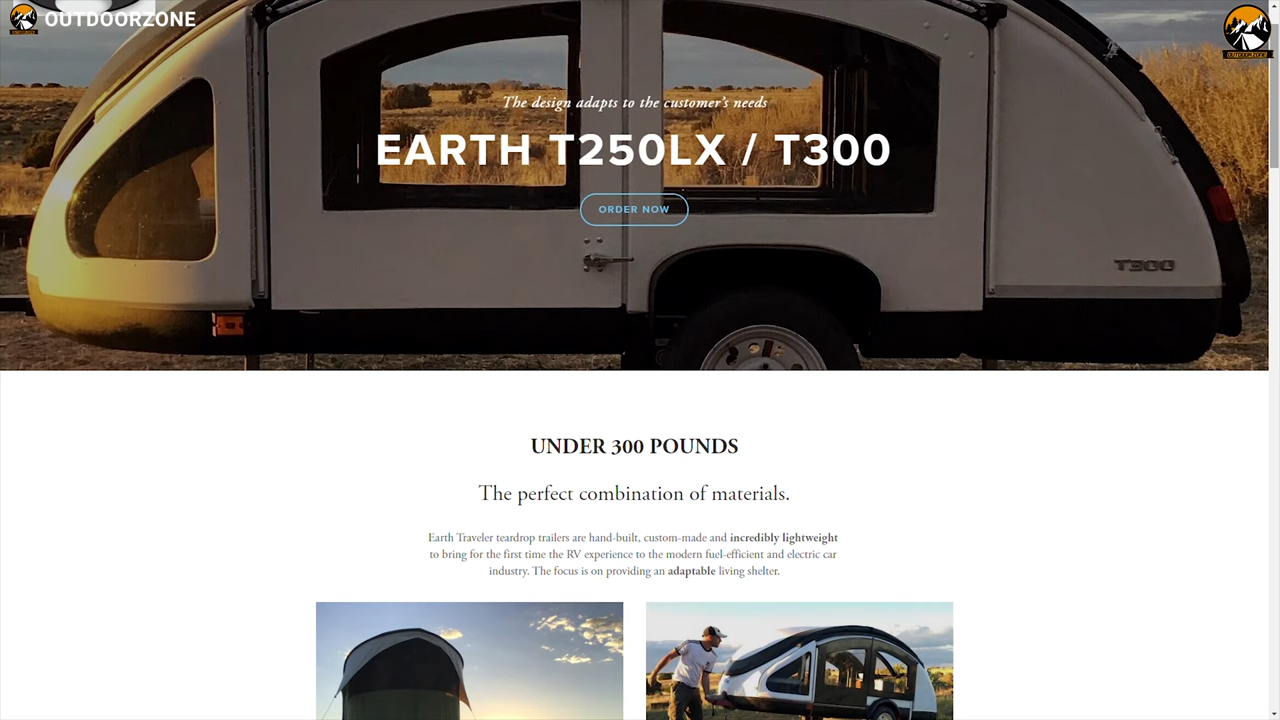 OUTDOORZONE
OUTDOORZONE
The design adapts to the customer's needs
EARTH T250LX / T300
ORDER NOW
T300
UNDER 300 POUNDS
The perfect combination of materials.
Earth Traveler teardrop trailers are hand-built, custom-made and incredibly lightweight
to bring for the first time the RV experience to the modern fuel-efficient and electric car
industry. The focus is on providing an adaptable living shelter.